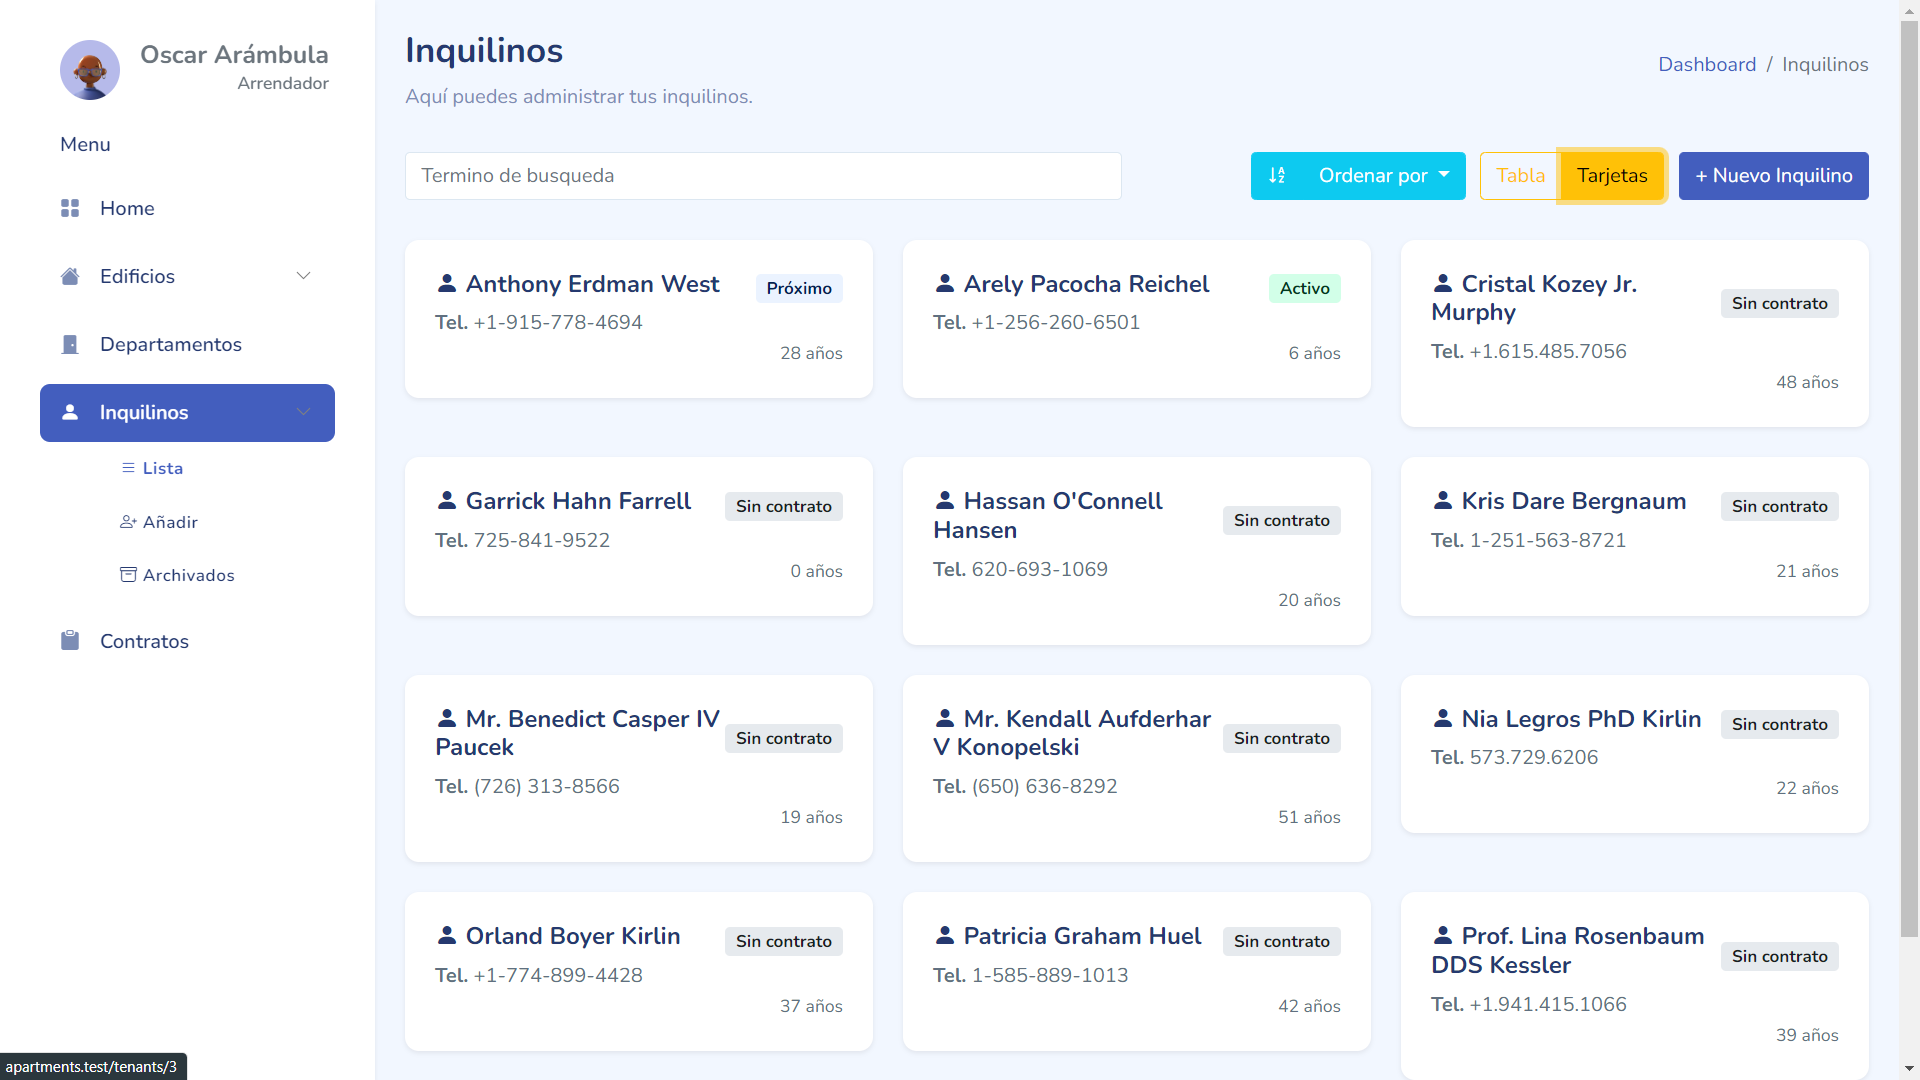 Oscar Arámbula
Arrendador
Menu
Home
Edificios
Departamentos
Inquilinos
Lista
Añadir
Archivados
Contratos
Inquilinos
Aquí puedes administrar tus inquilinos.
Dashboard / Inquilinos
Termino de busqueda
Ordenar por
Tabla
Tarjetas
+ Nuevo Inquilino
Anthony Erdman West
Próximo
Tel. +1-915-778-4694
28 años
Arely Pacocha Reichel
Activo
Tel. +1-256-260-6501
6 años
Cristal Kozey Jr.
Murphy
Sin contrato
Tel. +1.615.485.7056
48 años
Garrick Hahn Farrell
Sin contrato
Tel. 725-841-9522
0 años
Hassan O'Connell
Hansen
Sin contrato
Tel. 620-693-1069
20 años
Kris Dare Bergnaum
Sin contrato
Tel. 1-251-563-8721
21 años
Mr. Benedict Casper IV
Paucek
Sin contrato
Tel. (726) 313-8566
19 años
Mr. Kendall Aufderhar
V Konopelski
Sin contrato
Tel. (650) 636-8292
51 años
Nia Legros PhD Kirlin
Sin contrato
Tel. 573.729.6206
22 años
Orland Boyer Kirlin
Sin contrato
Tel. +1-774-899-4428
37 años
Patricia Graham Huel
Sin contrato
Tel. 1-585-889-1013
42 años
Prof. Lina Rosenbaum
DDS Kessler
Sin contrato
Tel. +1.941.415.1066
39 años
apartments.test/tenants/3